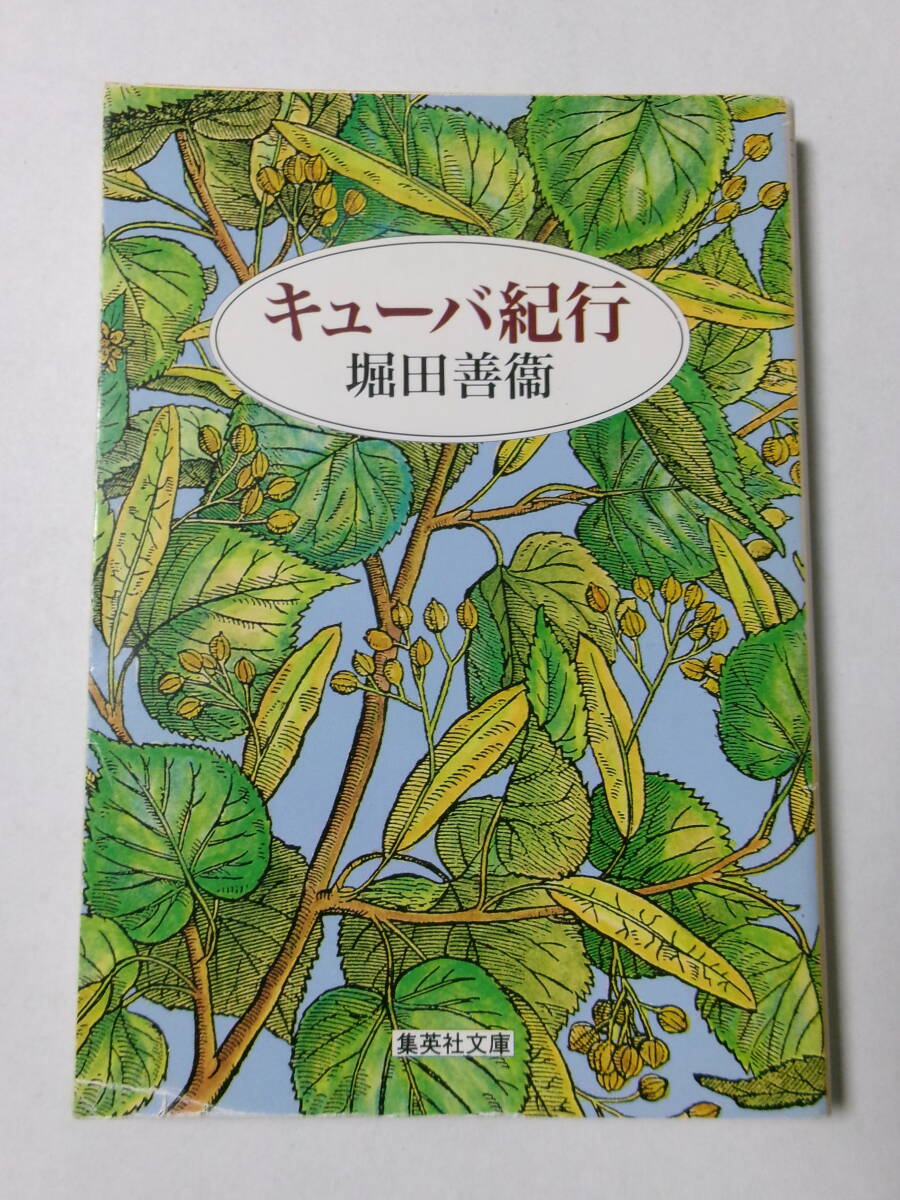 キューバ紀行
堀田善衞
集英社文庫